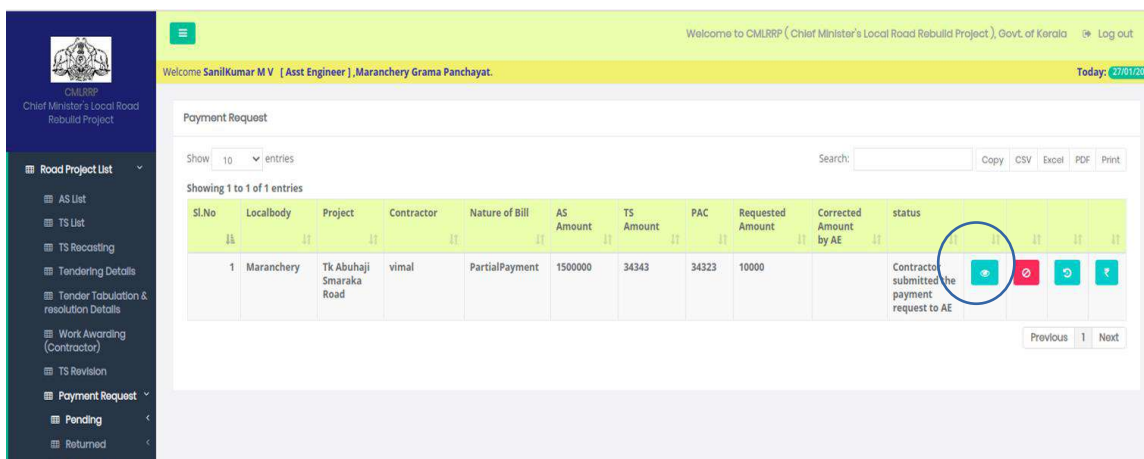 Welcome to CMLRRP ( Chief Minister's Local Road Rebuild Project ), Govt. of Kerala Log out
CMLRRP
Chief Minister's Local Road
Rebuild Project
Welcome SanilKumar M V [ Asst Engineer ] ,Maranchery Grama Panchayat.
Today: 27/01/20
Road Project List
AS List
TS List
TS Recasting
Tendering Details
Tender Tabulation &
resolution Details
Work Awarding
(Contractor)
TS Revision
Payment Request
Pending
Returned
Payment Request
Show 10 entries
Search:
Copy CSV Excel PDF Print
Showing 1 to 1 of 1 entries
Sl.No Localbody Project Contractor Nature of Bill AS PAC Requested Corrected status
Amount TS Amount Amount Amount
by AE
1 Maranchery Tk Abuhaji vimal PartialPayment 1500000 34343 34323 10000 Contractor
Smaraka submitted the
Road payment
request to AE
Previous 1 Next